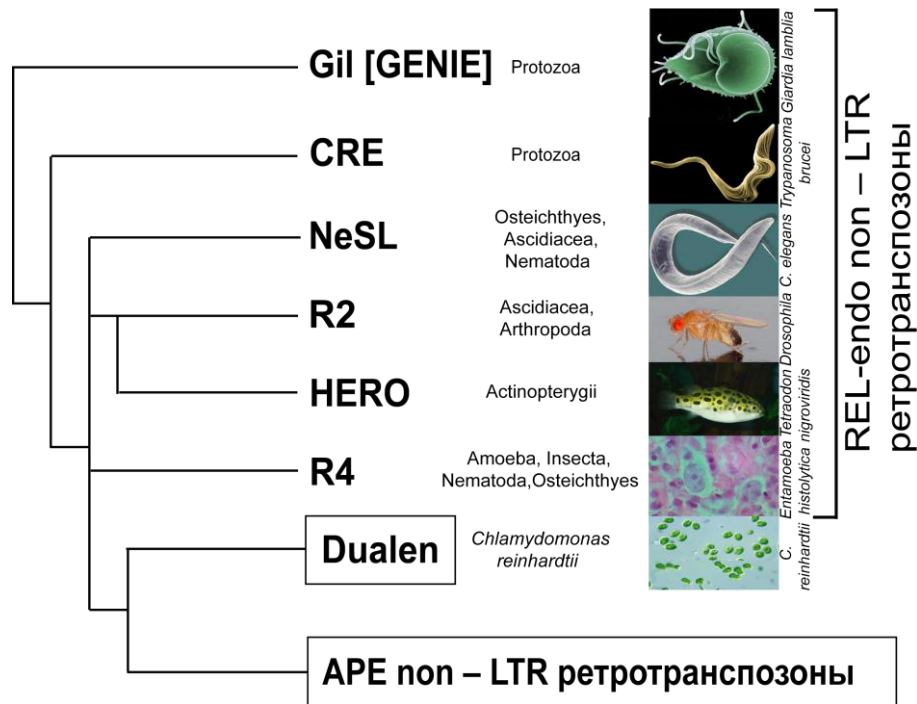 Gil [GENIE] Protozoa
Giardia lamblia
CRE Protozoa
Trypanosoma
brucei
NeSL
Osteichthyes,
Ascidiacea,
Nematoda
C. elegans
R2
Ascidiacea,
Arthropoda
Drosophila
HERO Actinopterygii
Tetraodon
nigroviridis
R4
Amoeba, Insecta,
Nematoda,Osteichthyes
Entamoeba
histolytica
Dualen
Chlamydomonas
reinhardtii
C.
reinhardtii
APE non – LTR ретротранспозоны
REL-endo non – LTR
ретротранспозоны